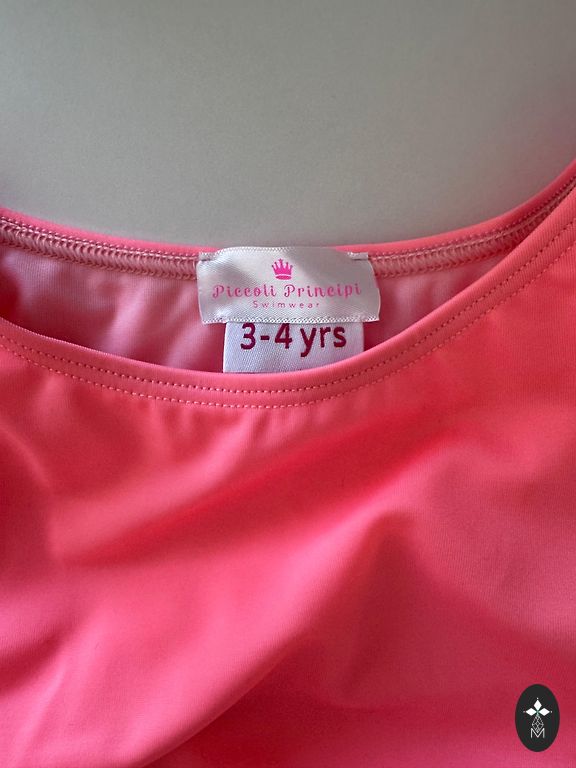 Piccoli Principi
Swimwear
3-4 yrs
M